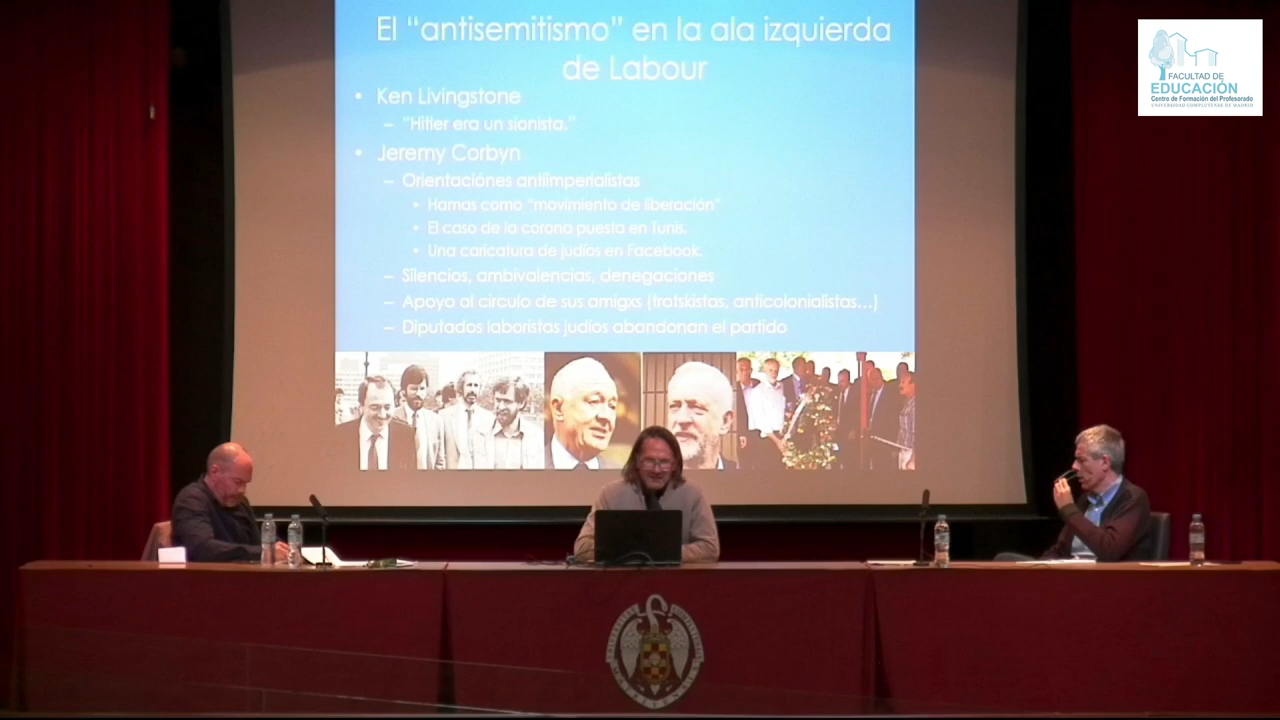 El “antisemitismo” en la ala izquierda
de Labour
• Ken Livingstone
– “Hitler era un sionista.”
• Jeremy Corbyn
– Orientaciónes antiimperialistas
• Hamas como “movimiento de liberación”
• El caso de la corona puesta en Tunis.
• Una caricatura de judíos en Facebook.
– Silencios, ambivalencias, denegaciones
– Apoyo al circulo de sus amigxs (trotskistas, anticolonialistas...)
– Diputados laboristas judíos abandonan el partido
FACULTAD DE
EDUCACIÓN
Centro de Formación del Profesorado
UNIVERSIDAD COMPLUTENSE DE MADRID